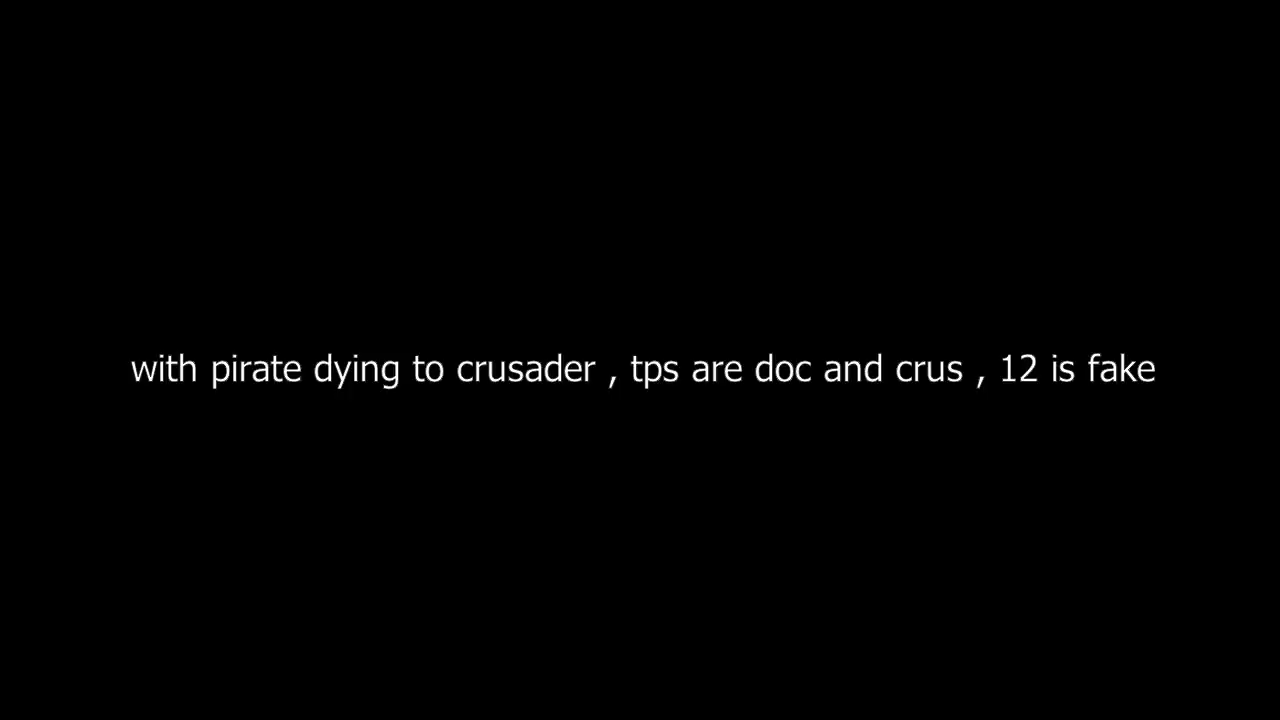 with pirate dying to crusader , tps are doc and crus , 12 is fake